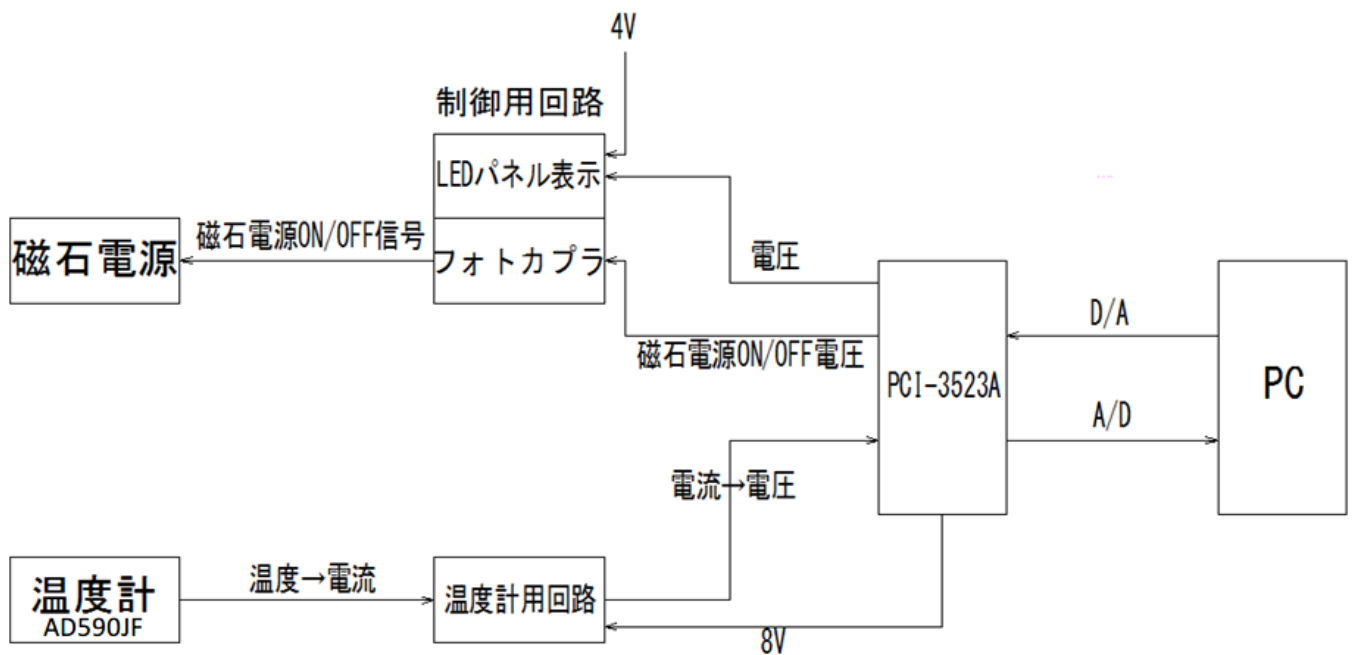 4V
制御用回路
LEDパネル表示
磁石電源
磁石電源ON/OFF信号
フォトカプラ
電圧
D/A
磁石電源ON/OFF電圧
PCI-3523A
PC
A/D
電流→電圧
温度計
AD590JF
温度→電流
温度計用回路
8V